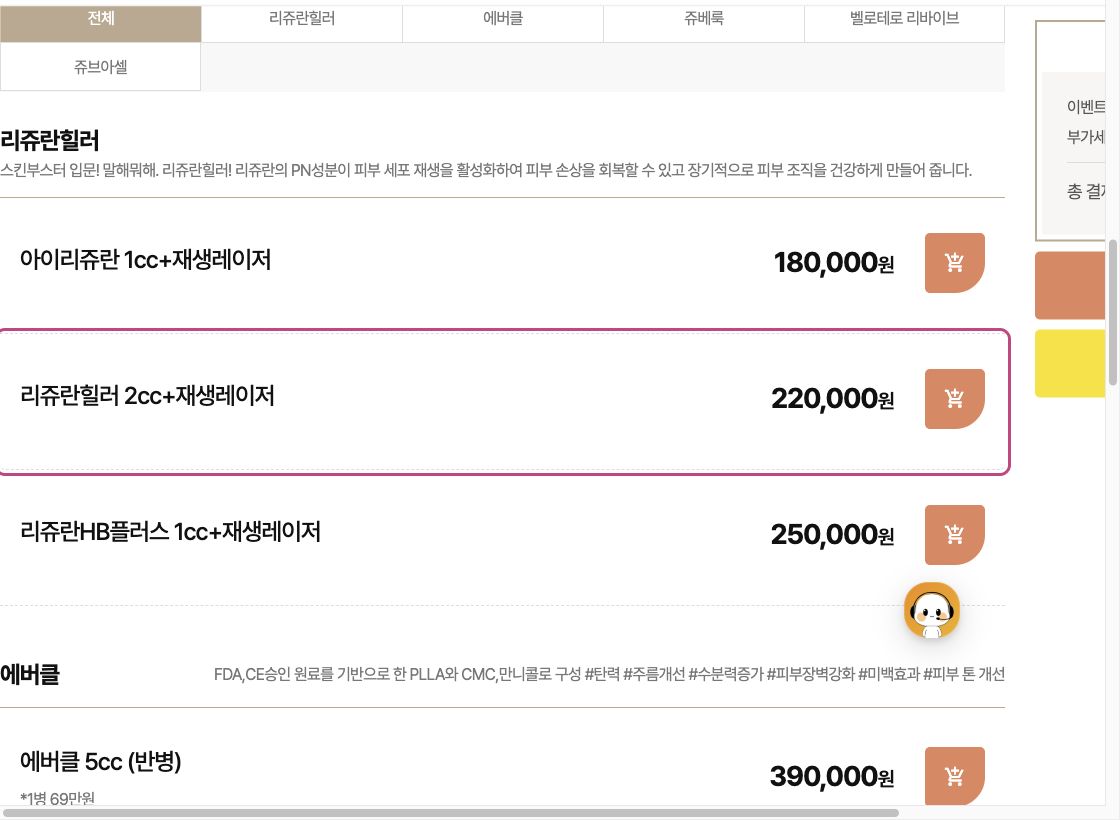 전체
리쥬란힐러
에버클
쥬베룩
벨로테로 리바이브
쥬브아셀
이벤트
부가세
총 결제
리쥬란힐러
스킨부스터 입문! 말해뭐해. 리쥬란힐러! 리쥬란의 PN성분이 피부 세포 재생을 활성화하여 피부 손상을 회복할 수 있고 장기적으로 피부 조직을 건강하게 만들어 줍니다.
아이리쥬란 1cc+재생레이저
180,000원
리쥬란힐러 2cc+재생레이저
220,000원
리쥬란HB플러스 1cc+재생레이저
250,000원
에버클
FDA,CE승인 원료를 기반으로 한 PLLA와 CMC,만니콜로 구성 #탄력 #주름개선 #수분력증가 #피부장벽강화 #미백효과 #피부 톤 개선
에버클 5cc (반병)
390,000원
*1병 69만원